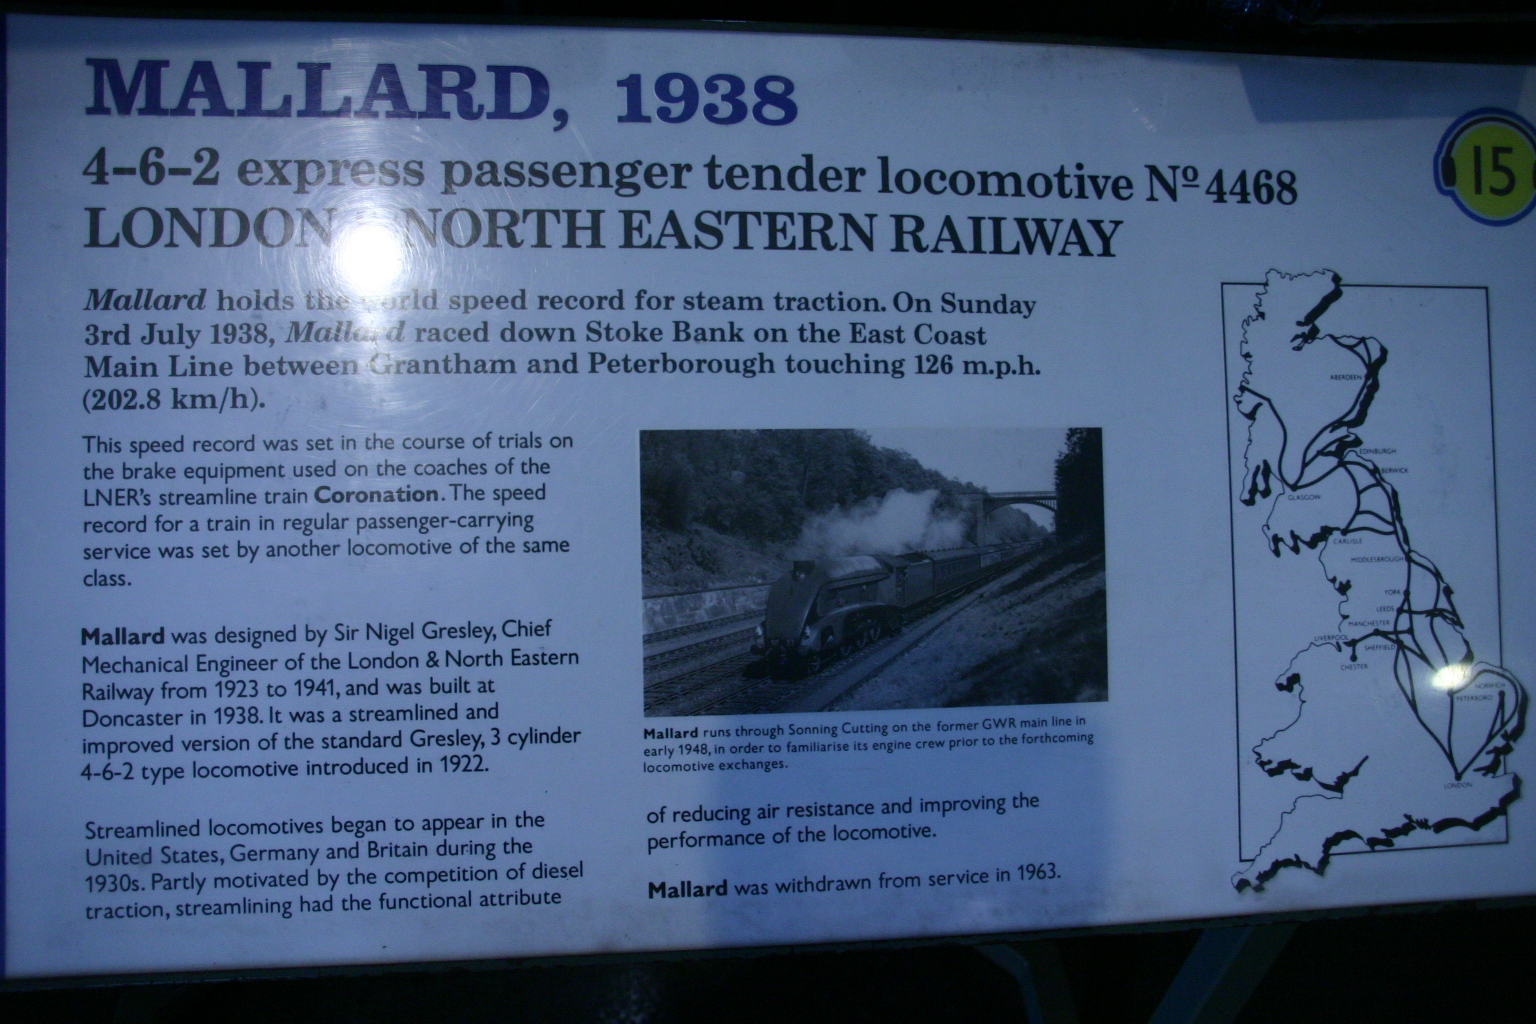 MALLARD, 1938
4-6-2 express passenger tender locomotive Nº 4468
LONDON NORTH EASTERN RAILWAY
15
Mallard holds the world speed record for steam traction. On Sunday
3rd July 1938, Mallard raced down Stoke Bank on the East Coast
Main Line between Grantham and Peterborough touching 126 m.p.h.
(202.8 km/h).
This speed record was set in the course of trials on
the brake equipment used on the coaches of the
LNER's streamline train Coronation. The speed
record for a train in regular passenger-carrying
service was set by another locomotive of the same
class.
Mallard was designed by Sir Nigel Gresley, Chief
Mechanical Engineer of the London & North Eastern
Railway from 1923 to 1941, and was built at
Doncaster in 1938. It was a streamlined and
improved version of the standard Gresley, 3 cylinder
4-6-2 type locomotive introduced in 1922.
Streamlined locomotives began to appear in the
United States, Germany and Britain during the
1930s. Partly motivated by the competition of diesel
traction, streamlining had the functional attribute
Mallard runs through Sonning Cutting on the former GWR main line in
early 1948, in order to familiarise its engine crew prior to the forthcoming
locomotive exchanges.
of reducing air resistance and improving the
performance of the locomotive.
Mallard was withdrawn from service in 1963.
ABERDEEN
EDINBURGH
BERWICK
GLASGOW
CARLISLE
MIDDLESBROUGH
YORK
LEEDS
MANCHESTER
LIVERPOOL
SHEFFIELD
CHESTER
NORWICH
PETERBORO
LONDON